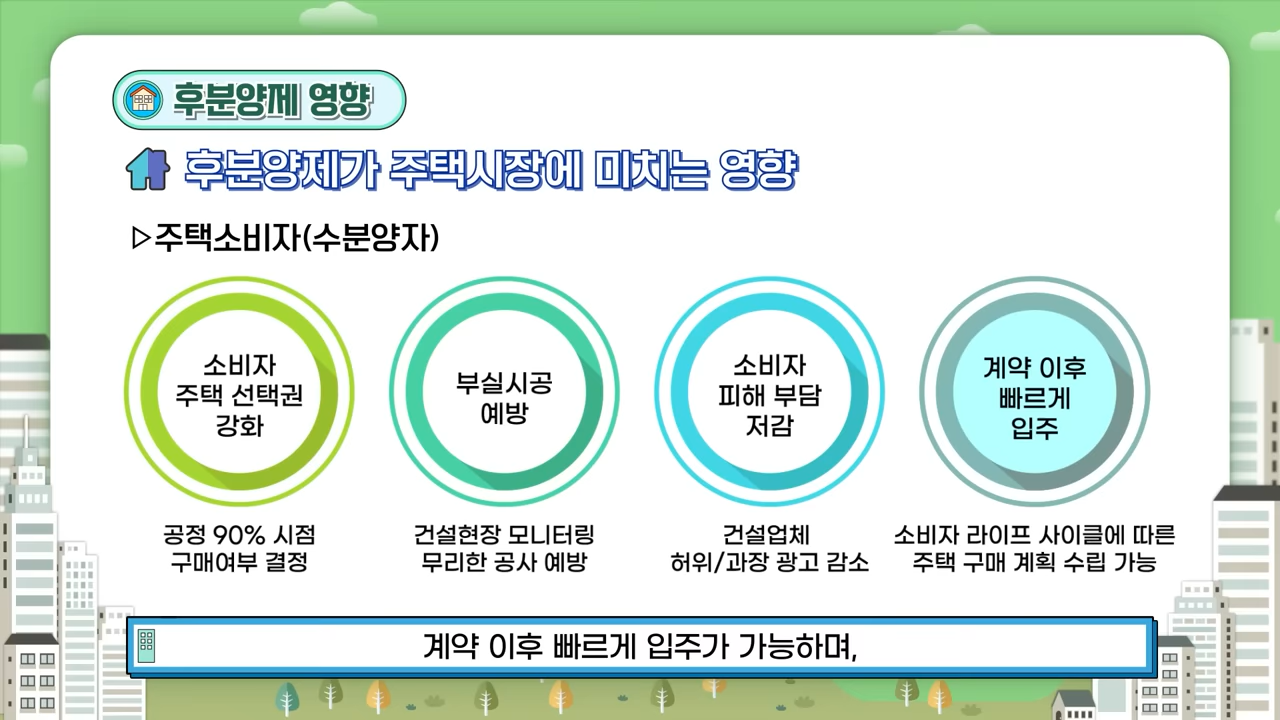 후분양제 영향
후분양제가 주택시장에 미치는 영향
▷주택소비자(수분양자)
소비자
주택 선택권
강화
공정 90% 시점
구매여부 결정
부실시공
예방
건설현장 모니터링
무리한 공사 예방
소비자
피해 부담
저감
건설업체
허위/과장 광고 감소
계약 이후
빠르게
입주
소비자 라이프 사이클에 따른
주택 구매 계획 수립 가능
계약 이후 빠르게 입주가 가능하며,